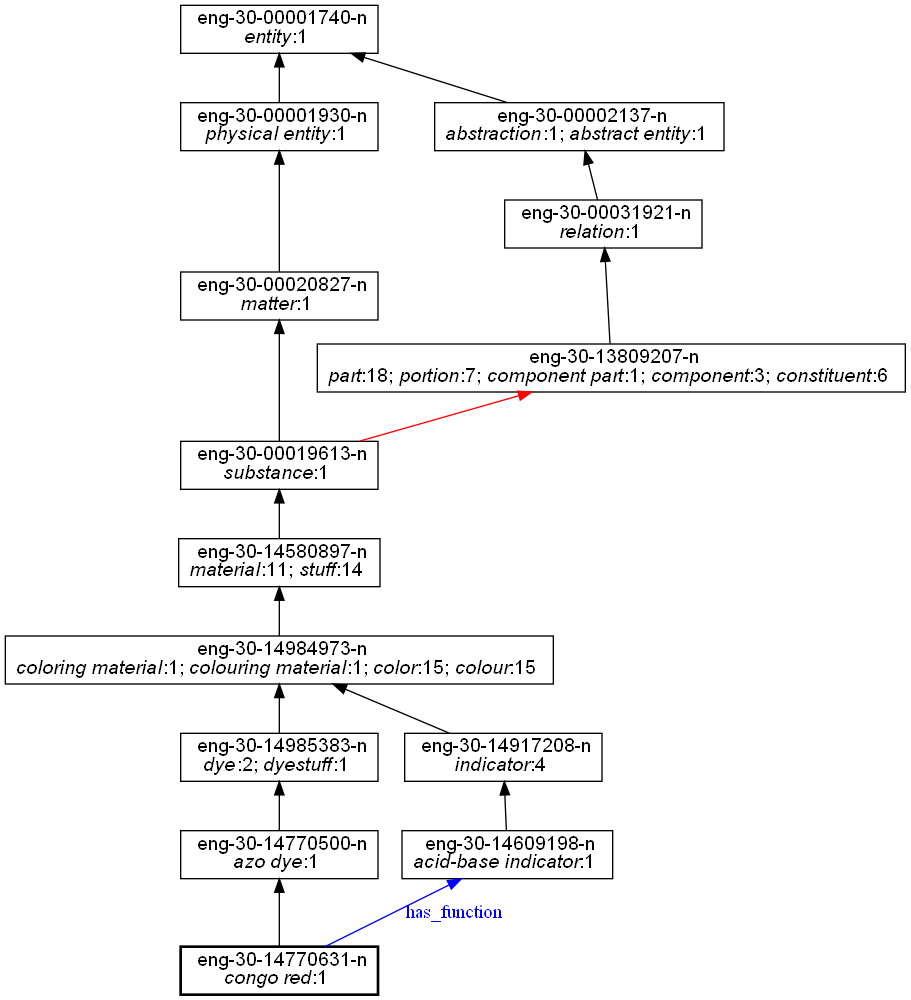 eng-30-00001740-n
entity:1
eng-30-00001930-n
physical entity:1
eng-30-00002137-n
abstraction:1; abstract entity:1
eng-30-00031921-n
relation:1
eng-30-00020827-n
matter:1
eng-30-13809207-n
part:18; portion:7; component part:1; component:3; constituent:6
eng-30-00019613-n
substance:1
eng-30-14580897-n
material:11; stuff:14
eng-30-14984973-n
coloring material:1; colouring material:1; color:15; colour:15
eng-30-14985383-n
dye:2; dyestuff:1
eng-30-14917208-n
indicator:4
eng-30-14770500-n
azo dye:1
eng-30-14609198-n
acid-base indicator:1
has_function
eng-30-14770631-n
congo red:1